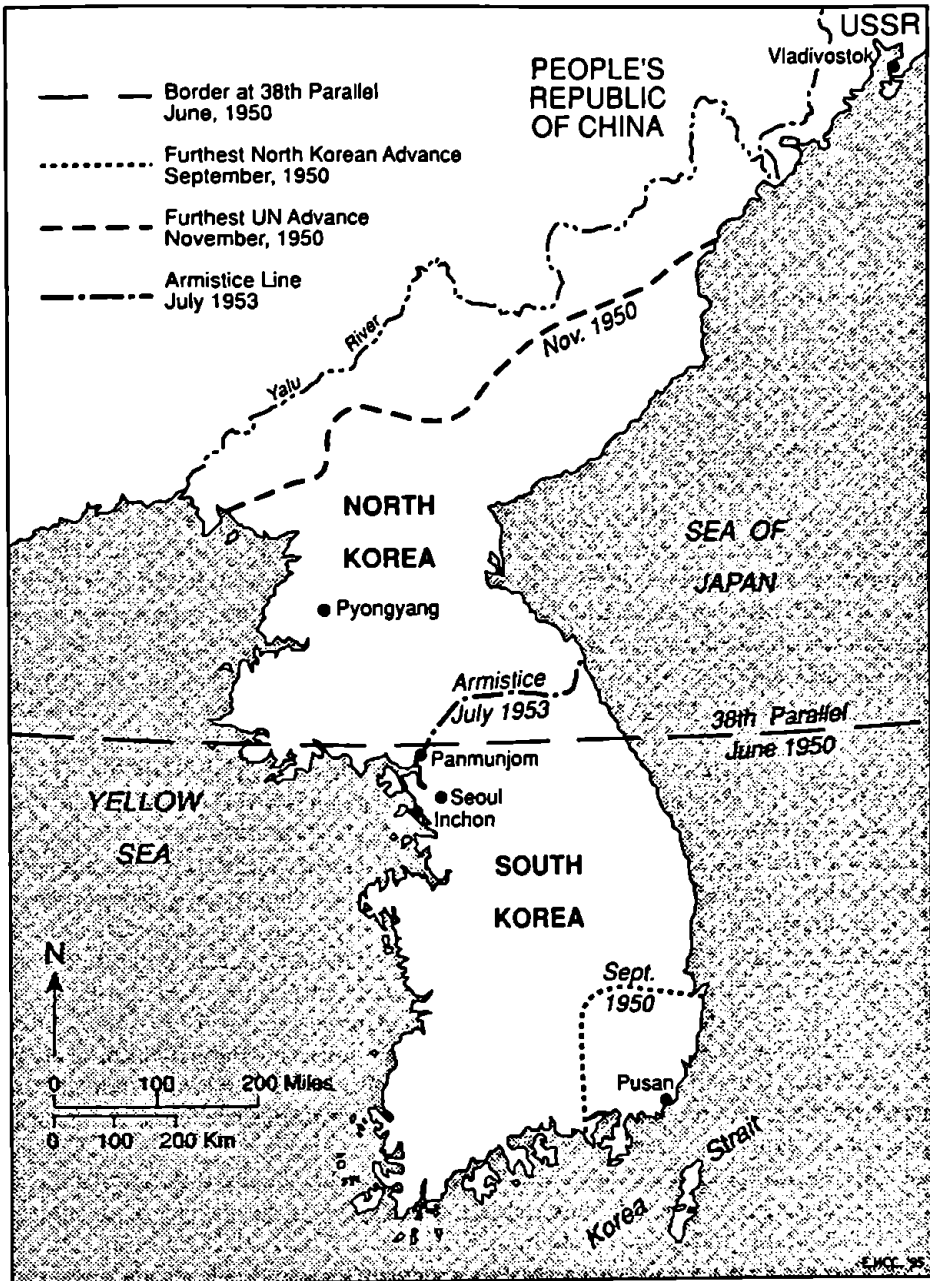 USSR
Vladivostok
PEOPLE'S
REPUBLIC
OF CHINA
Border at 38th Parallel
June, 1950
Furthest North Korean Advance
September, 1950
Furthest UN Advance
November, 1950
Armistice Line
July 1953
Nov. 1950
Yalu River
NORTH
KOREA
SEA OF
JAPAN
Pyongyang
Armistice
July 1953
38th Parallel
June 1950
Panmunjom
YELLOW
SEA
Seoul
Inchon
SOUTH
KOREA
N
Sept.
1950
0 100 200 Miles
0 100 200 Km
Pusan
Korea Strait